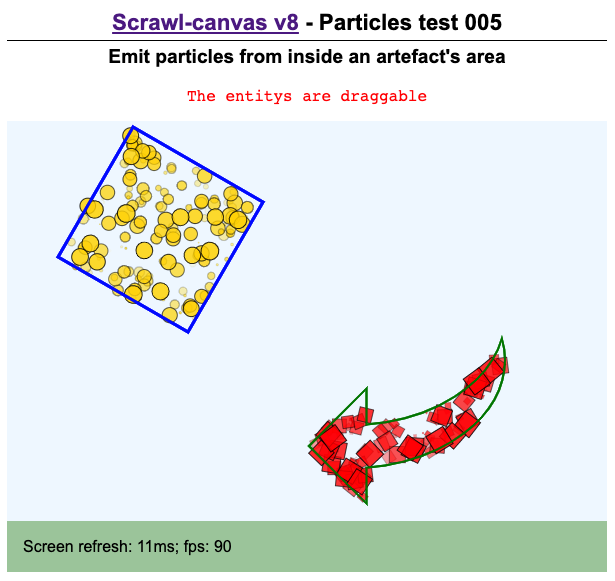 Scrawl-canvas v8 - Particles test 005
Emit particles from inside an artefact's area
The entitys are draggable
Screen refresh: 11ms; fps: 90